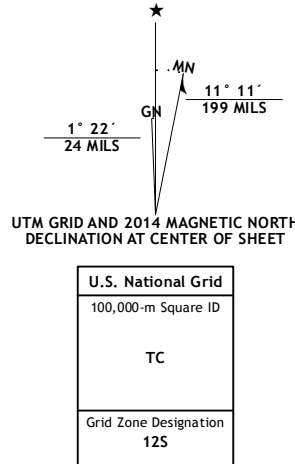 ★
MN
GN
11° 11´
199 MILS
1° 22´
24 MILS
UTM GRID AND 2014 MAGNETIC NORTH
DECLINATION AT CENTER OF SHEET
U.S. National Grid
100,000-m Square ID
TC
Grid Zone Designation
12S